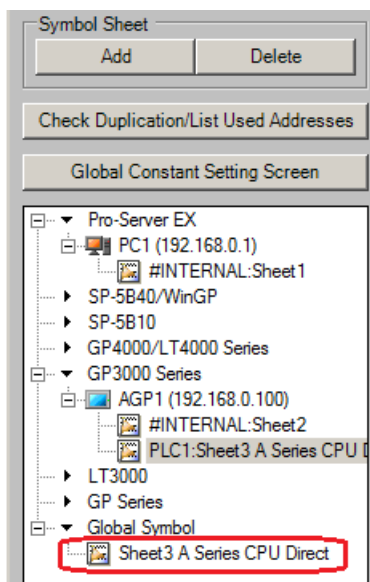 Symbol Sheet
Add Delete
Check Duplication/List Used Addresses
Global Constant Setting Screen
Pro-Server EX
PC1 (192.168.0.1)
#INTERNAL:Sheet1
SP-5B40/WinGP
SP-5B10
GP4000/LT4000 Series
GP3000 Series
AGP1 (192.168.0.100)
#INTERNAL:Sheet2
PLC1:Sheet3 A Series CPU D
LT3000
GP Series
Global Symbol
Sheet3 A Series CPU Direct